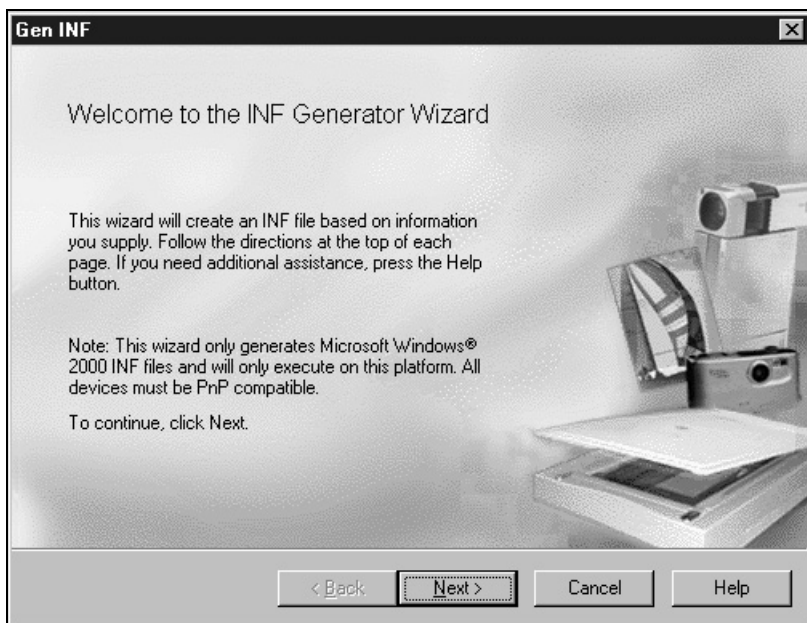 Gen INF
Welcome to the INF Generator Wizard
This wizard will create an INF file based on information
you supply. Follow the directions at the top of each
page. If you need additional assistance, press the Help
button.
Note: This wizard only generates Microsoft Windows®
2000 INF files and will only execute on this platform. All
devices must be PnP compatible.
To continue, click Next.
< Back
Next >
Cancel
Help